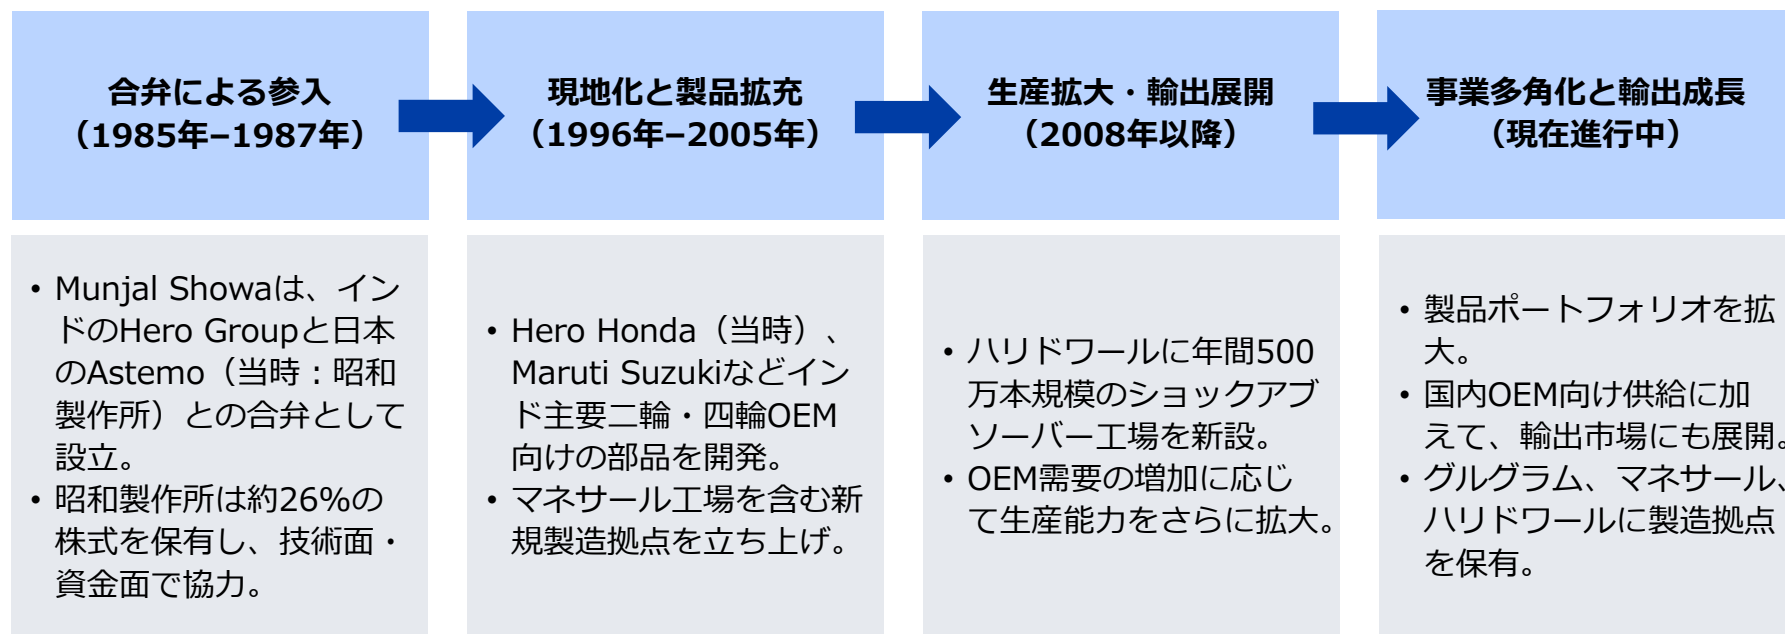 合弁による参入
（1985年–1987年）
現地化と製品拡充
（1996年–2005年）
生産拡大・輸出展開
（2008年以降）
事業多角化と輸出成長
（現在進行中）
• Munjal Showaは、イン
ドのHero Groupと日本
のAstemo（当時：昭和
製作所）との合弁として
設立。
• 昭和製作所は約26%の
株式を保有し、技術面・
資金面で協力。
• Hero Honda（当時）、
Maruti Suzukiなどイン
ド主要二輪・四輪OEM
向けの部品を開発。
• マネサール工場を含む新
規製造拠点を立ち上げ。
• ハリドワールに年間500
万本規模のショックアブ
ソーバー工場を新設。
• OEM需要の増加に応じ
て生産能力をさらに拡大。
• 製品ポートフォリオを拡
大。
• 国内OEM向け供給に加
えて、輸出市場にも展開。
• グルグラム、マネサール、
ハリドワールに製造拠点
を保有。